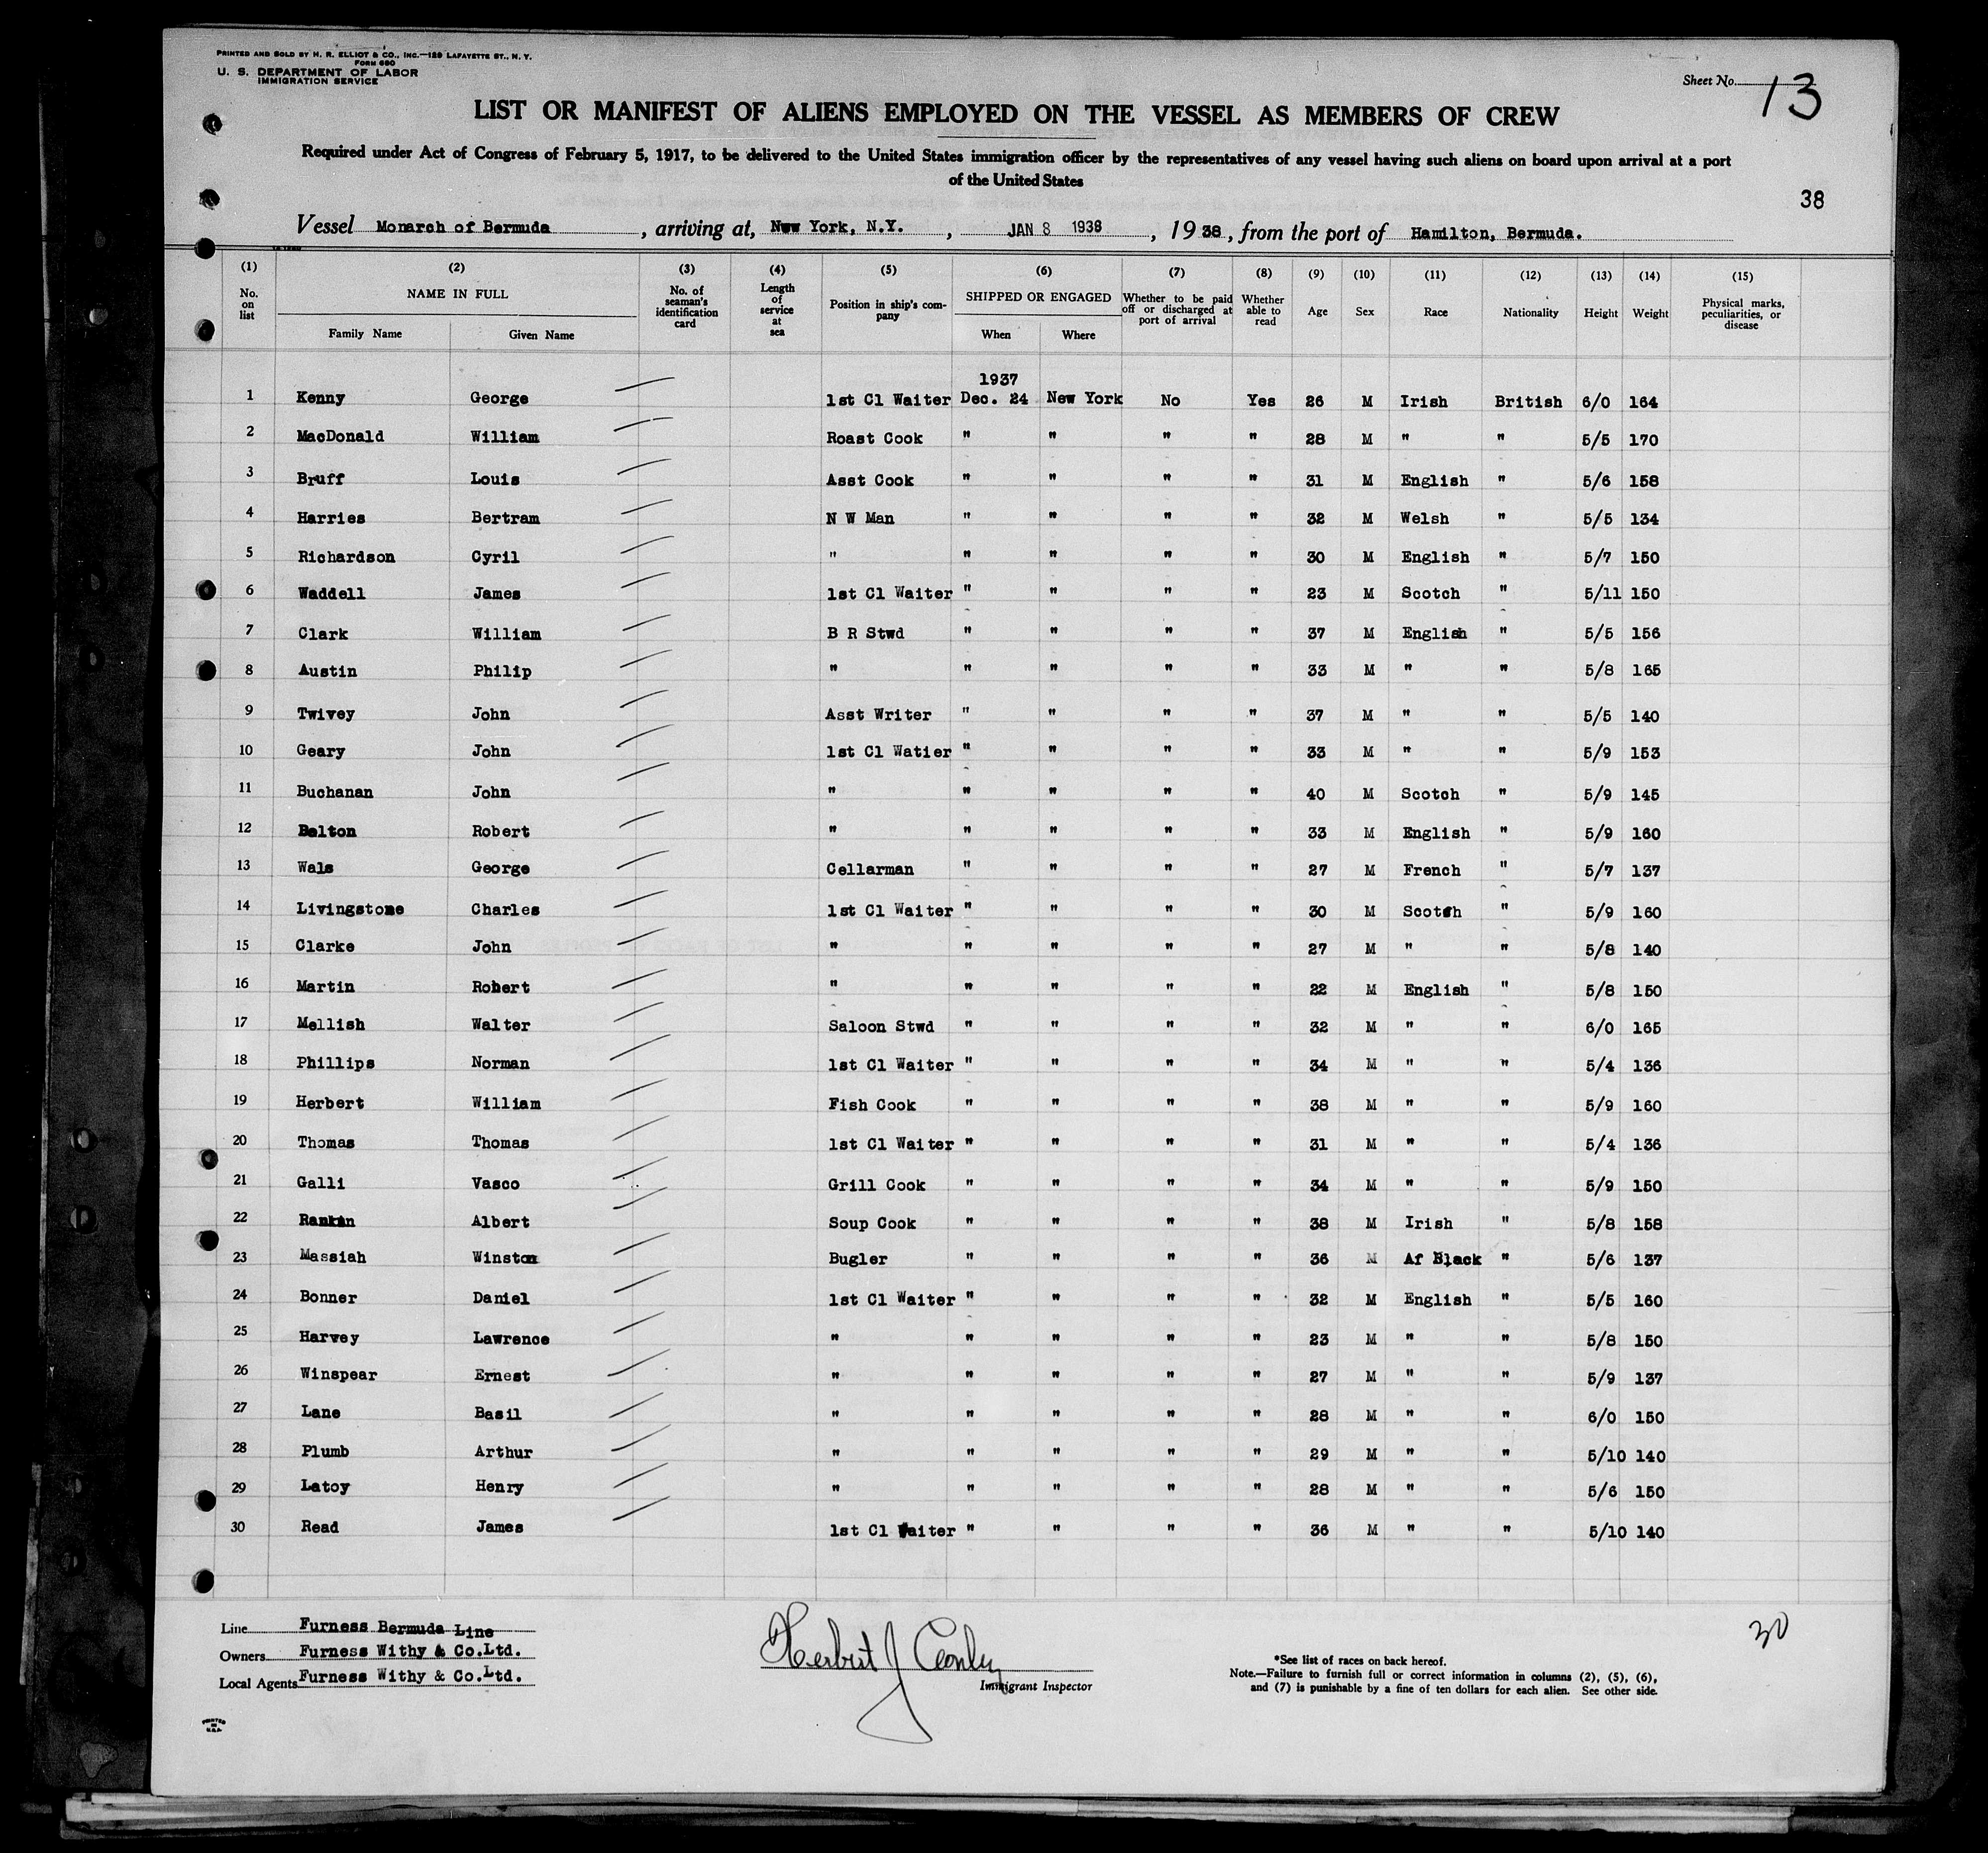 PRINTED AND SOLD BY H. R. ELLIOT & CO., INC.—129 LAFAYETTE ST., N. Y.
FORM 680
U. S. DEPARTMENT OF LABOR
IMMIGRATION SERVICE
Sheet No. 13
LIST OR MANIFEST OF ALIENS EMPLOYED ON THE VESSEL AS MEMBERS OF CREW
Required under Act of Congress of February 5, 1917, to be delivered to the United States immigration officer by the representatives of any vessel having such aliens on board upon arrival at a port
of the United States
38
Vessel Monarch of Bermuda, arriving at, New York, N.Y., JAN 8 1938, 1938, from the port of Hamilton, Bermuda.
(1) (2) (3) (4) (5) (6) (7) (8) (9) (10) (11) (12) (13) (14) (15)
No. on list NAME IN FULL Family Name Given Name No. of seaman's identification card Length of service at sea Position in ship's company SHIPPED OR ENGAGED When Where Whether to be paid off or discharged at port of arrival Whether able to read Age Sex Race Nationality Height Weight Physical marks, peculiarities, or disease
1937
1 Kenny George 1st Cl Waiter Dec. 24 New York No Yes 26 M Irish British 6/0 164
2 MacDonald William Roast Cook " " " " 28 M " " 5/5 170
3 Bruff Louis Asst Cook " " " " 31 M English " 5/6 158
4 Harries Bertram N W Man " " " " 32 M Welsh " 5/5 134
5 Richardson Cyril " " " " " 30 M English " 5/7 150
6 Waddell James 1st Cl Waiter " " " " 23 M Scotch " 5/11 150
7 Clark William B R Stwd " " " " 37 M English " 5/5 156
8 Austin Philip " " " " " 33 M " " 5/8 165
9 Twivey John Asst Writer " " " " 37 M " " 5/5 140
10 Geary John 1st Cl Watier " " " " 33 M " " 5/9 153
11 Buchanan John " " " " " 40 M Scotch " 5/9 145
12 Belton Robert " " " " " 33 M English " 5/9 160
13 Wals George Cellarman " " " " 27 M French " 5/7 137
14 Livingstone Charles 1st Cl Waiter " " " " 30 M Scotch " 5/9 160
15 Clarke John " " " " " 27 M " " 5/8 140
16 Martin Robert " " " " " 22 M English " 5/8 150
17 Mellish Walter Saloon Stwd " " " " 32 M " " 6/0 165
18 Phillips Norman 1st Cl Waiter " " " " 34 M " " 5/4 136
19 Herbert William Fish Cook " " " " 38 M " " 5/9 160
20 Thomas Thomas 1st Cl Waiter " " " " 31 M " " 5/4 136
21 Galli Vasco Grill Cook " " " " 34 M " " 5/9 150
22 Rankin Albert Soup Cook " " " " 38 M Irish " 5/8 158
23 Massiah Winston Bugler " " " " 36 M Af Black " 5/6 137
24 Bonner Daniel 1st Cl Waiter " " " " 32 M English " 5/5 160
25 Harvey Lawrence " " " " " 23 M " " 5/8 150
26 Winspear Ernest " " " " " 27 M " " 5/9 137
27 Lane Basil " " " " " 28 M " " 6/0 150
28 Plumb Arthur " " " " " 29 M " " 5/10 140
29 Latoy Henry " " " " " 28 M " " 5/6 150
30 Read James 1st Cl Waiter " " " " 36 M " " 5/10 140
Line Furness Bermuda Line
Owners Furness Withy & Co.Ltd.
Local Agents Furness Withy & Co.Ltd.
Herbert J
Immigrant Inspector
30
*See list of races on back hereof.
Note.—Failure to furnish full or correct information in columns (2), (5), (6),
and (7) is punishable by a fine of ten dollars for each alien. See other side.
PRINTED
IN
U.S.A.